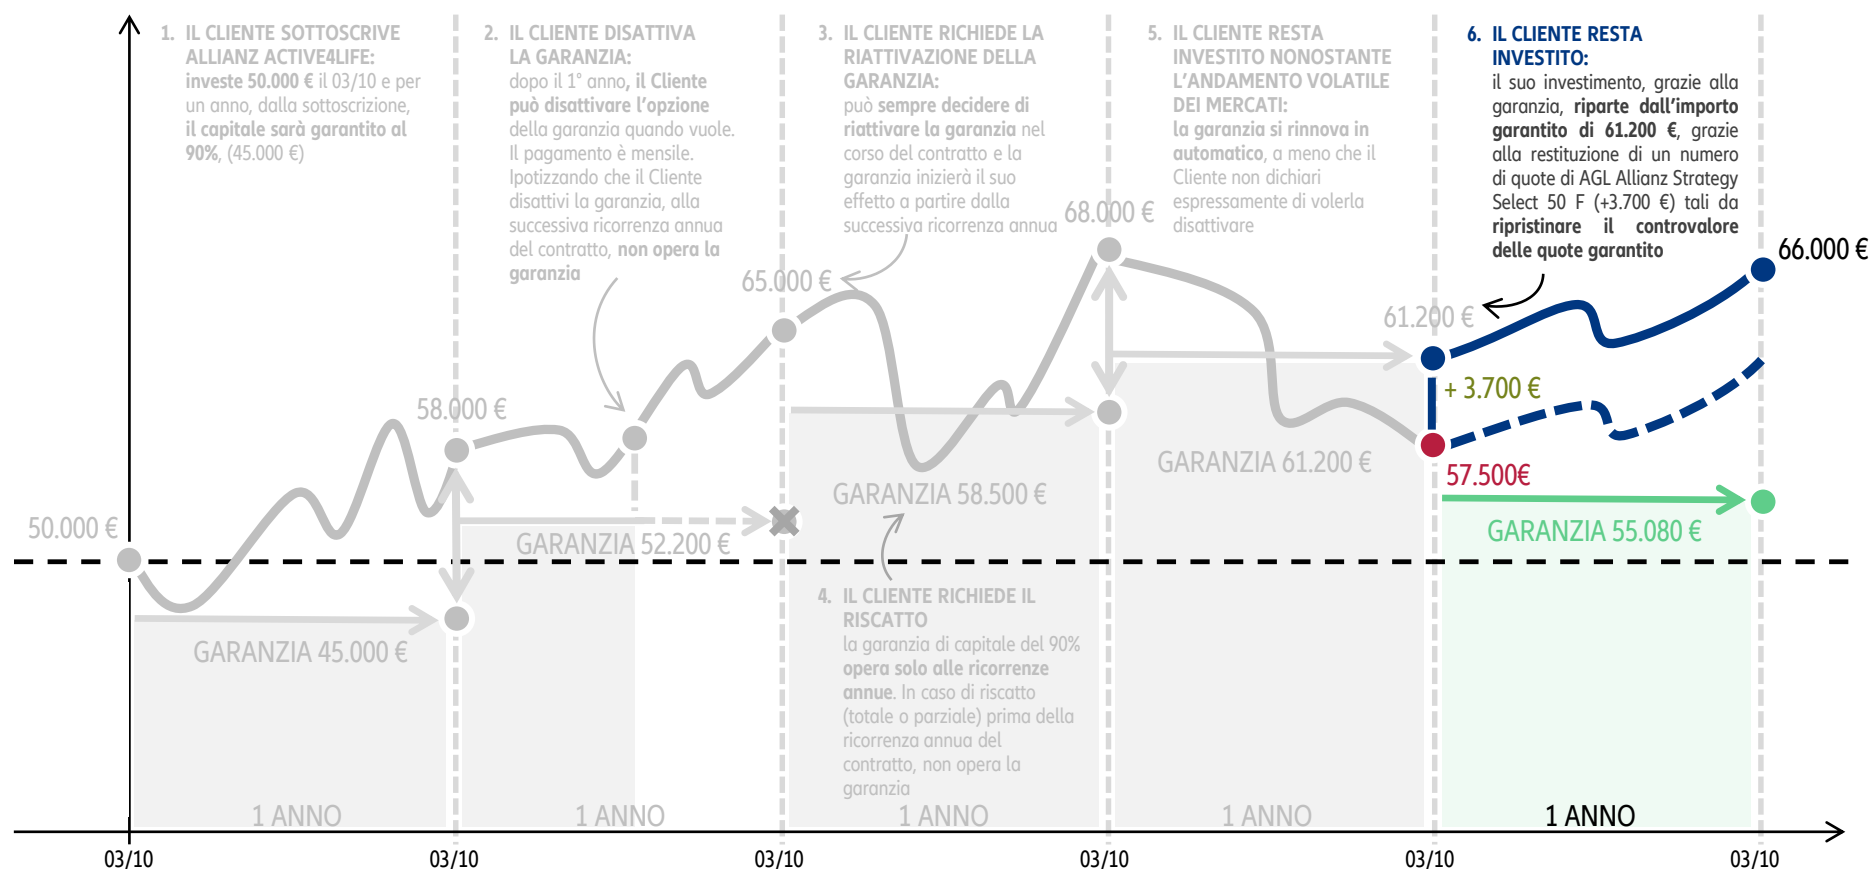 1. IL CLIENTE SOTTOSCRIVE
ALLIANZ ACTIVE4LIFE:
investe 50.000 € il 03/10 e per
un anno, dalla sottoscrizione,
il capitale sarà garantito al
90%, (45.000 €)
2. IL CLIENTE DISATTIVA
LA GARANZIA:
dopo il 1° anno, il Cliente
può disattivare l'opzione
della garanzia quando vuole.
Il pagamento è mensile.
Ipotizzando che il Cliente
disattivi la garanzia, alla
successiva ricorrenza annua
del contratto, non opera la
garanzia
3. IL CLIENTE RICHIEDE LA
RIATTIVAZIONE DELLA
GARANZIA:
può sempre decidere di
riattivare la garanzia nel
corso del contratto e la
garanzia inizierà il suo
effetto a partire dalla
successiva ricorrenza annua
5. IL CLIENTE RESTA
INVESTITO NONOSTANTE
L'ANDAMENTO VOLATILE
DEI MERCATI:
la garanzia si rinnova in
automatico, a meno che il
Cliente non dichiari
espressamente di volerla
disattivare
6. IL CLIENTE RESTA
INVESTITO:
il suo investimento, grazie alla
garanzia, riparte dall'importo
garantito di 61.200 €, grazie
alla restituzione di un numero
di quote di AGL Allianz Strategy
Select 50 F (+3.700 €) tali da
ripristinare il controvalore
delle quote garantito
68.000 €
66.000 €
65.000 €
61.200 €
+ 3.700 €
58.000 €
57.500€
50.000 €
GARANZIA 45.000 €
GARANZIA 52.200 €
GARANZIA 58.500 €
GARANZIA 61.200 €
GARANZIA 55.080 €
4. IL CLIENTE RICHIEDE IL
RISCATTO
la garanzia di capitale del 90%
opera solo alle ricorrenze
annue. In caso di riscatto
(totale o parziale) prima della
ricorrenza annua del
contratto, non opera la
garanzia
1 ANNO 1 ANNO 1 ANNO 1 ANNO 1 ANNO
03/10 03/10 03/10 03/10 03/10 03/10